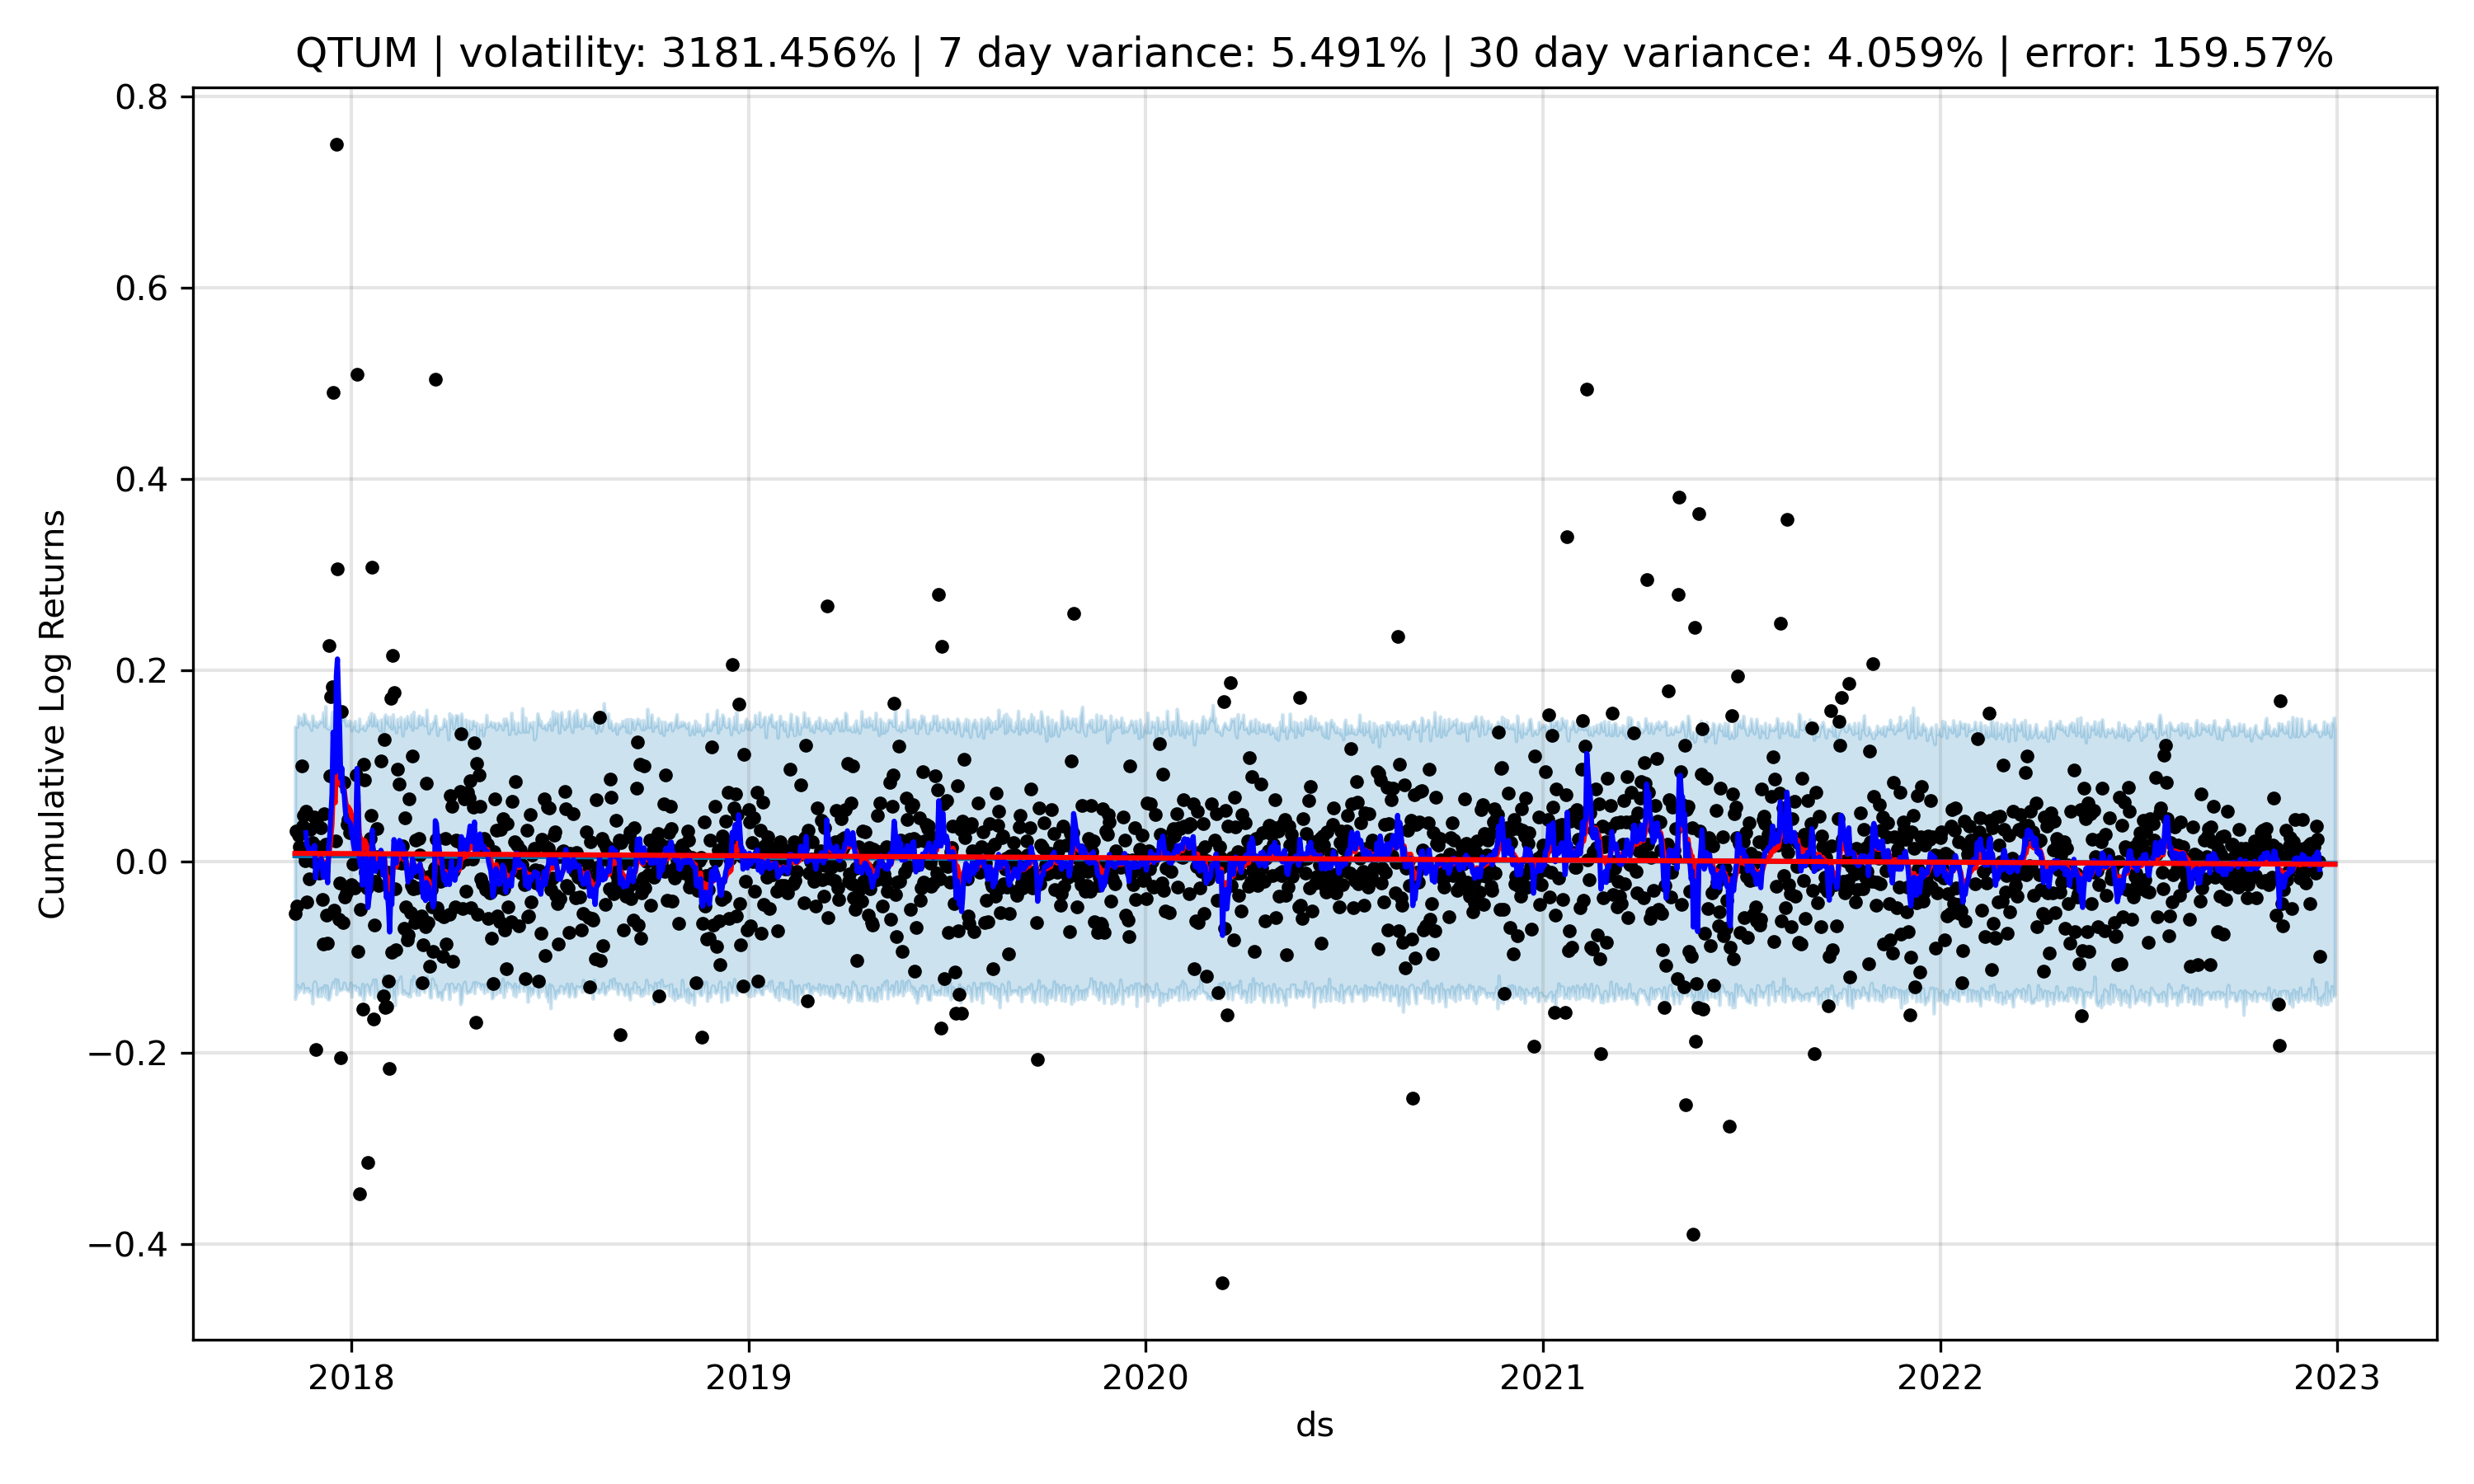 QTUM | volatility: 3181.456% | 7 day variance: 5.491% | 30 day variance: 4.059% | error: 159.57%
0.8
0.6
0.4
0.2
0.0
−0.2
−0.4
Cumulative Log Returns
2018 2019 2020 2021 2022 2023
ds